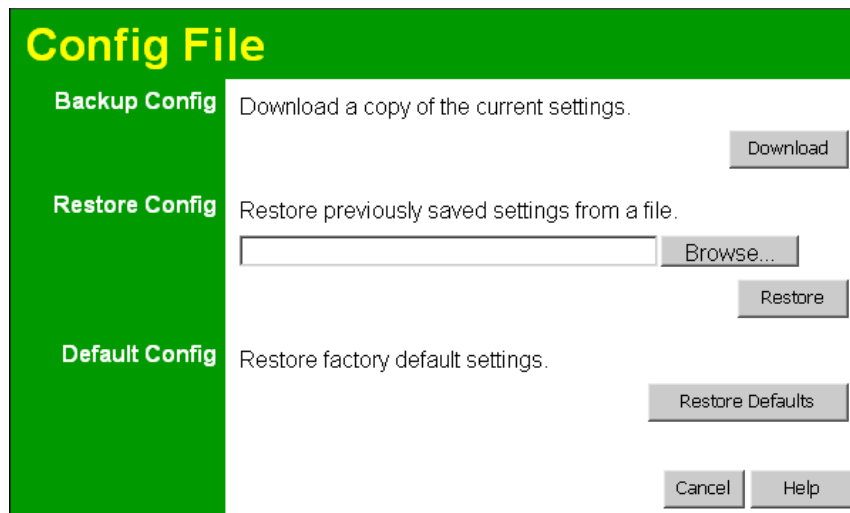 Config File
Backup Config
Download a copy of the current settings.
Download
Restore Config
Restore previously saved settings from a file.
Browse...
Restore
Default Config
Restore factory default settings.
Restore Defaults
Cancel
Help